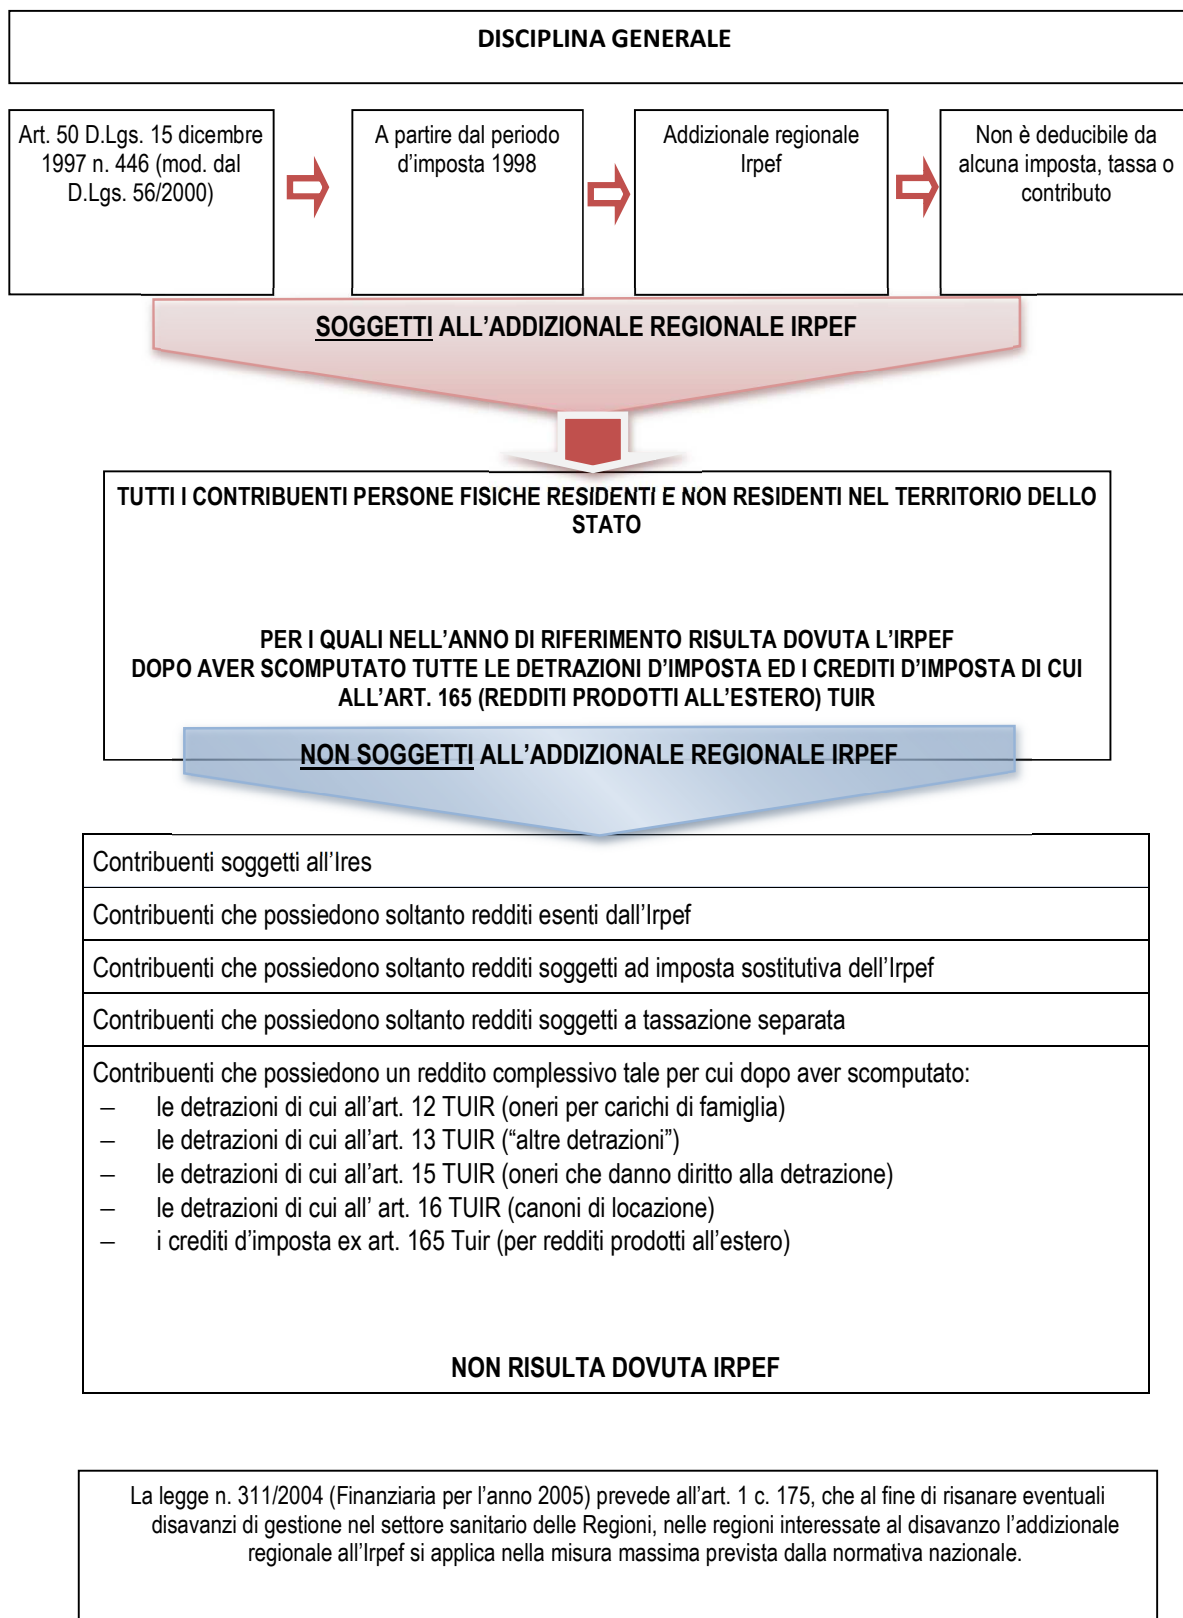 DISCIPLINA GENERALE
Art. 50 D.Lgs. 15 dicembre
1997 n. 446 (mod. dal
D.Lgs. 56/2000)
A partire dal periodo
d’imposta 1998
Addizionale regionale
Irpef
Non è deducibile da
alcuna imposta, tassa o
contributo
SOGGETTI ALL’ADDIZIONALE REGIONALE IRPEF
TUTTI I CONTRIBUENTI PERSONE FISICHE RESIDENTI E NON RESIDENTI NEL TERRITORIO DELLO
STATO
PER I QUALI NELL’ANNO DI RIFERIMENTO RISULTA DOVUTA L’IRPEF
DOPO AVER SCOMPUTATO TUTTE LE DETRAZIONI D’IMPOSTA ED I CREDITI D’IMPOSTA DI CUI
ALL’ART. 165 (REDDITI PRODOTTI ALL’ESTERO) TUIR
NON SOGGETTI ALL’ADDIZIONALE REGIONALE IRPEF
Contribuenti soggetti all’Ires
Contribuenti che possiedono soltanto redditi esenti dall’Irpef
Contribuenti che possiedono soltanto redditi soggetti ad imposta sostitutiva dell’Irpef
Contribuenti che possiedono soltanto redditi soggetti a tassazione separata
Contribuenti che possiedono un reddito complessivo tale per cui dopo aver scomputato:
– le detrazioni di cui all’art. 12 TUIR (oneri per carichi di famiglia)
– le detrazioni di cui all’art. 13 TUIR (“altre detrazioni”)
– le detrazioni di cui all’art. 15 TUIR (oneri che danno diritto alla detrazione)
– le detrazioni di cui all’ art. 16 TUIR (canoni di locazione)
– i crediti d’imposta ex art. 165 Tuir (per redditi prodotti all’estero)
NON RISULTA DOVUTA IRPEF
La legge n. 311/2004 (Finanziaria per l’anno 2005) prevede all’art. 1 c. 175, che al fine di risanare eventuali
disavanzi di gestione nel settore sanitario delle Regioni, nelle regioni interessate al disavanzo l’addizionale
regionale all’Irpef si applica nella misura massima prevista dalla normativa nazionale.